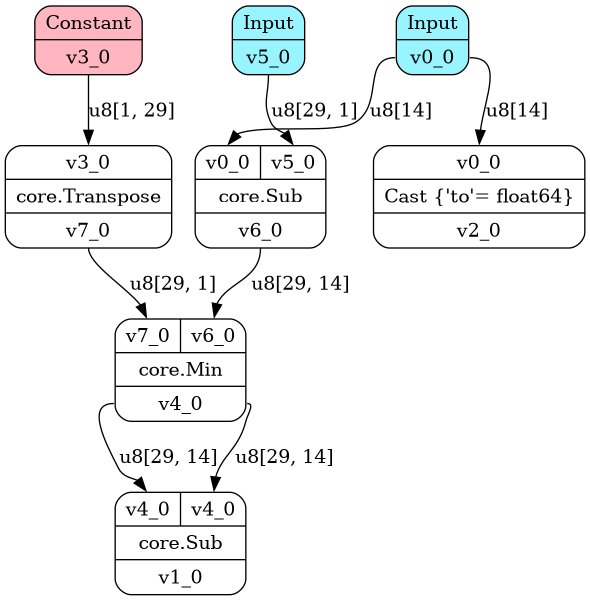 Constant
v3_0
Input
v5_0
Input
v0_0
u8[1, 29]
u8[29, 1]
u8[14]
u8[14]
v3_0
core.Transpose
v7_0
v0_0 v5_0
core.Sub
v6_0
v0_0
Cast {'to'= float64}
v2_0
u8[29, 1]
u8[29, 14]
v7_0 v6_0
core.Min
v4_0
u8[29, 14]
u8[29, 14]
v4_0 v4_0
core.Sub
v1_0